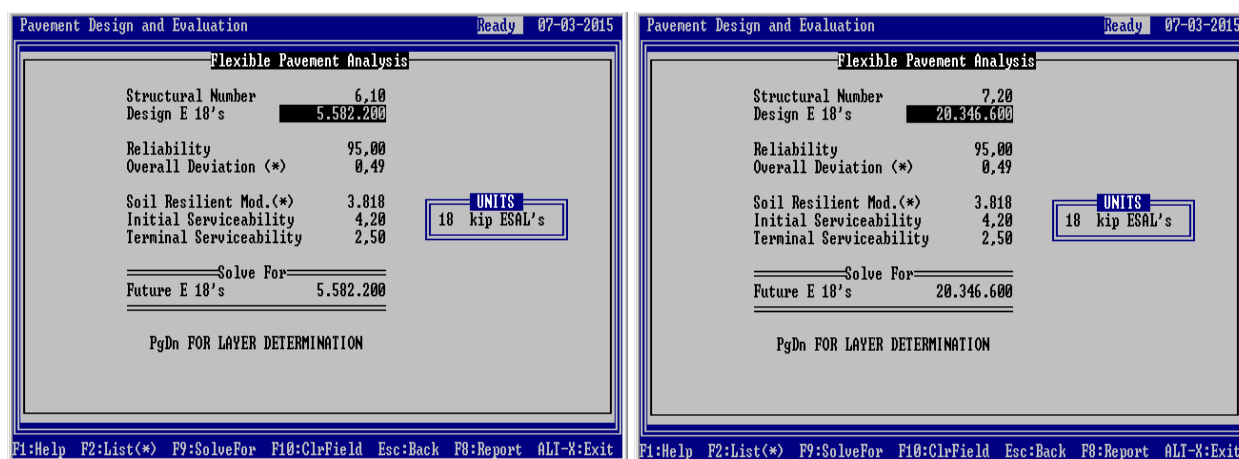 Pavement Design and Evaluation Ready 07-03-2015
Flexible Pavement Analysis
Structural Number 6,10
Design E 18's 5.582.200
Reliability 95,00
Overall Deviation (*) 0,49
Soil Resilient Mod.(*) 3.818
Initial Serviceability 4,20
Terminal Serviceability 2,50
UNITS
18 kip ESAL's
Solve For
Future E 18's 5.582.200
PgDn FOR LAYER DETERMINATION
F1:Help F2:List(*) F9:SolveFor F10:ClrField Esc:Back F8:Report ALT-X:Exit
Pavement Design and Evaluation Ready 07-03-2015
Flexible Pavement Analysis
Structural Number 7,20
Design E 18's 20.346.600
Reliability 95,00
Overall Deviation (*) 0,49
Soil Resilient Mod.(*) 3.818
Initial Serviceability 4,20
Terminal Serviceability 2,50
UNITS
18 kip ESAL's
Solve For
Future E 18's 20.346.600
PgDn FOR LAYER DETERMINATION
F1:Help F2:List(*) F9:SolveFor F10:ClrField Esc:Back F8:Report ALT-X:Exit